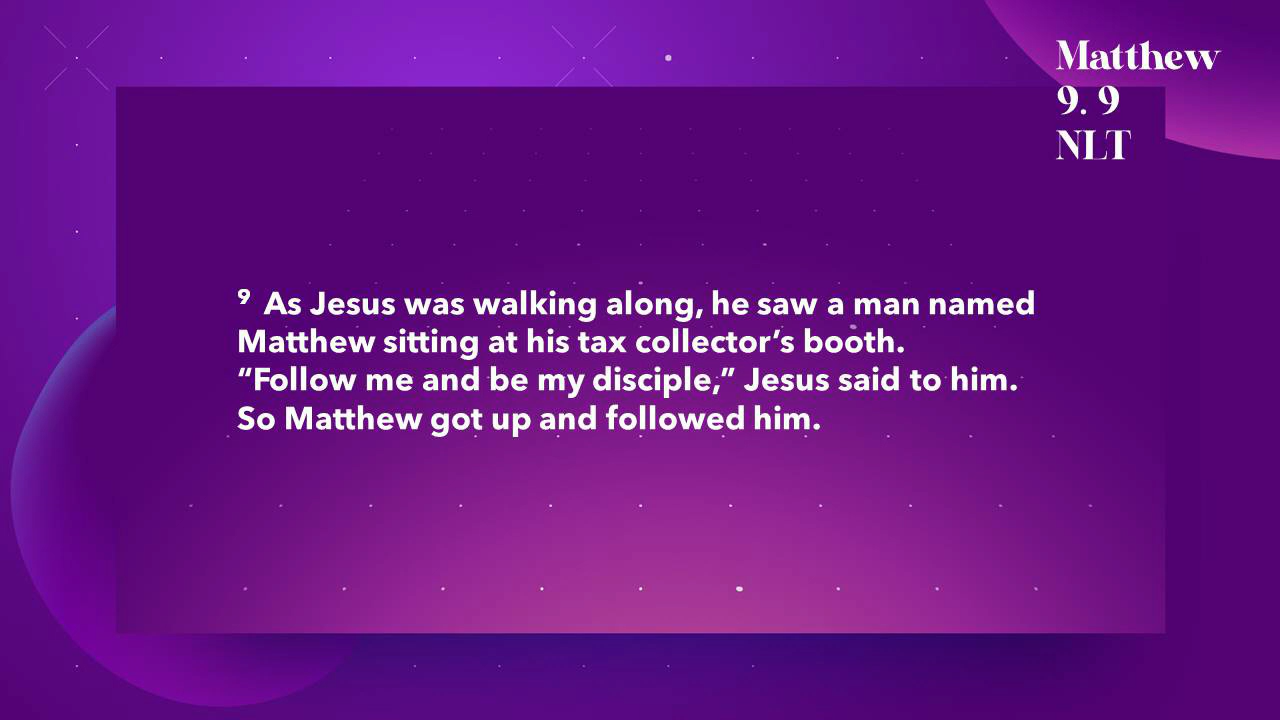 Matthew
9. 9
NLT
⁹ As Jesus was walking along, he saw a man named
Matthew sitting at his tax collector’s booth.
“Follow me and be my disciple,” Jesus said to him.
So Matthew got up and followed him.